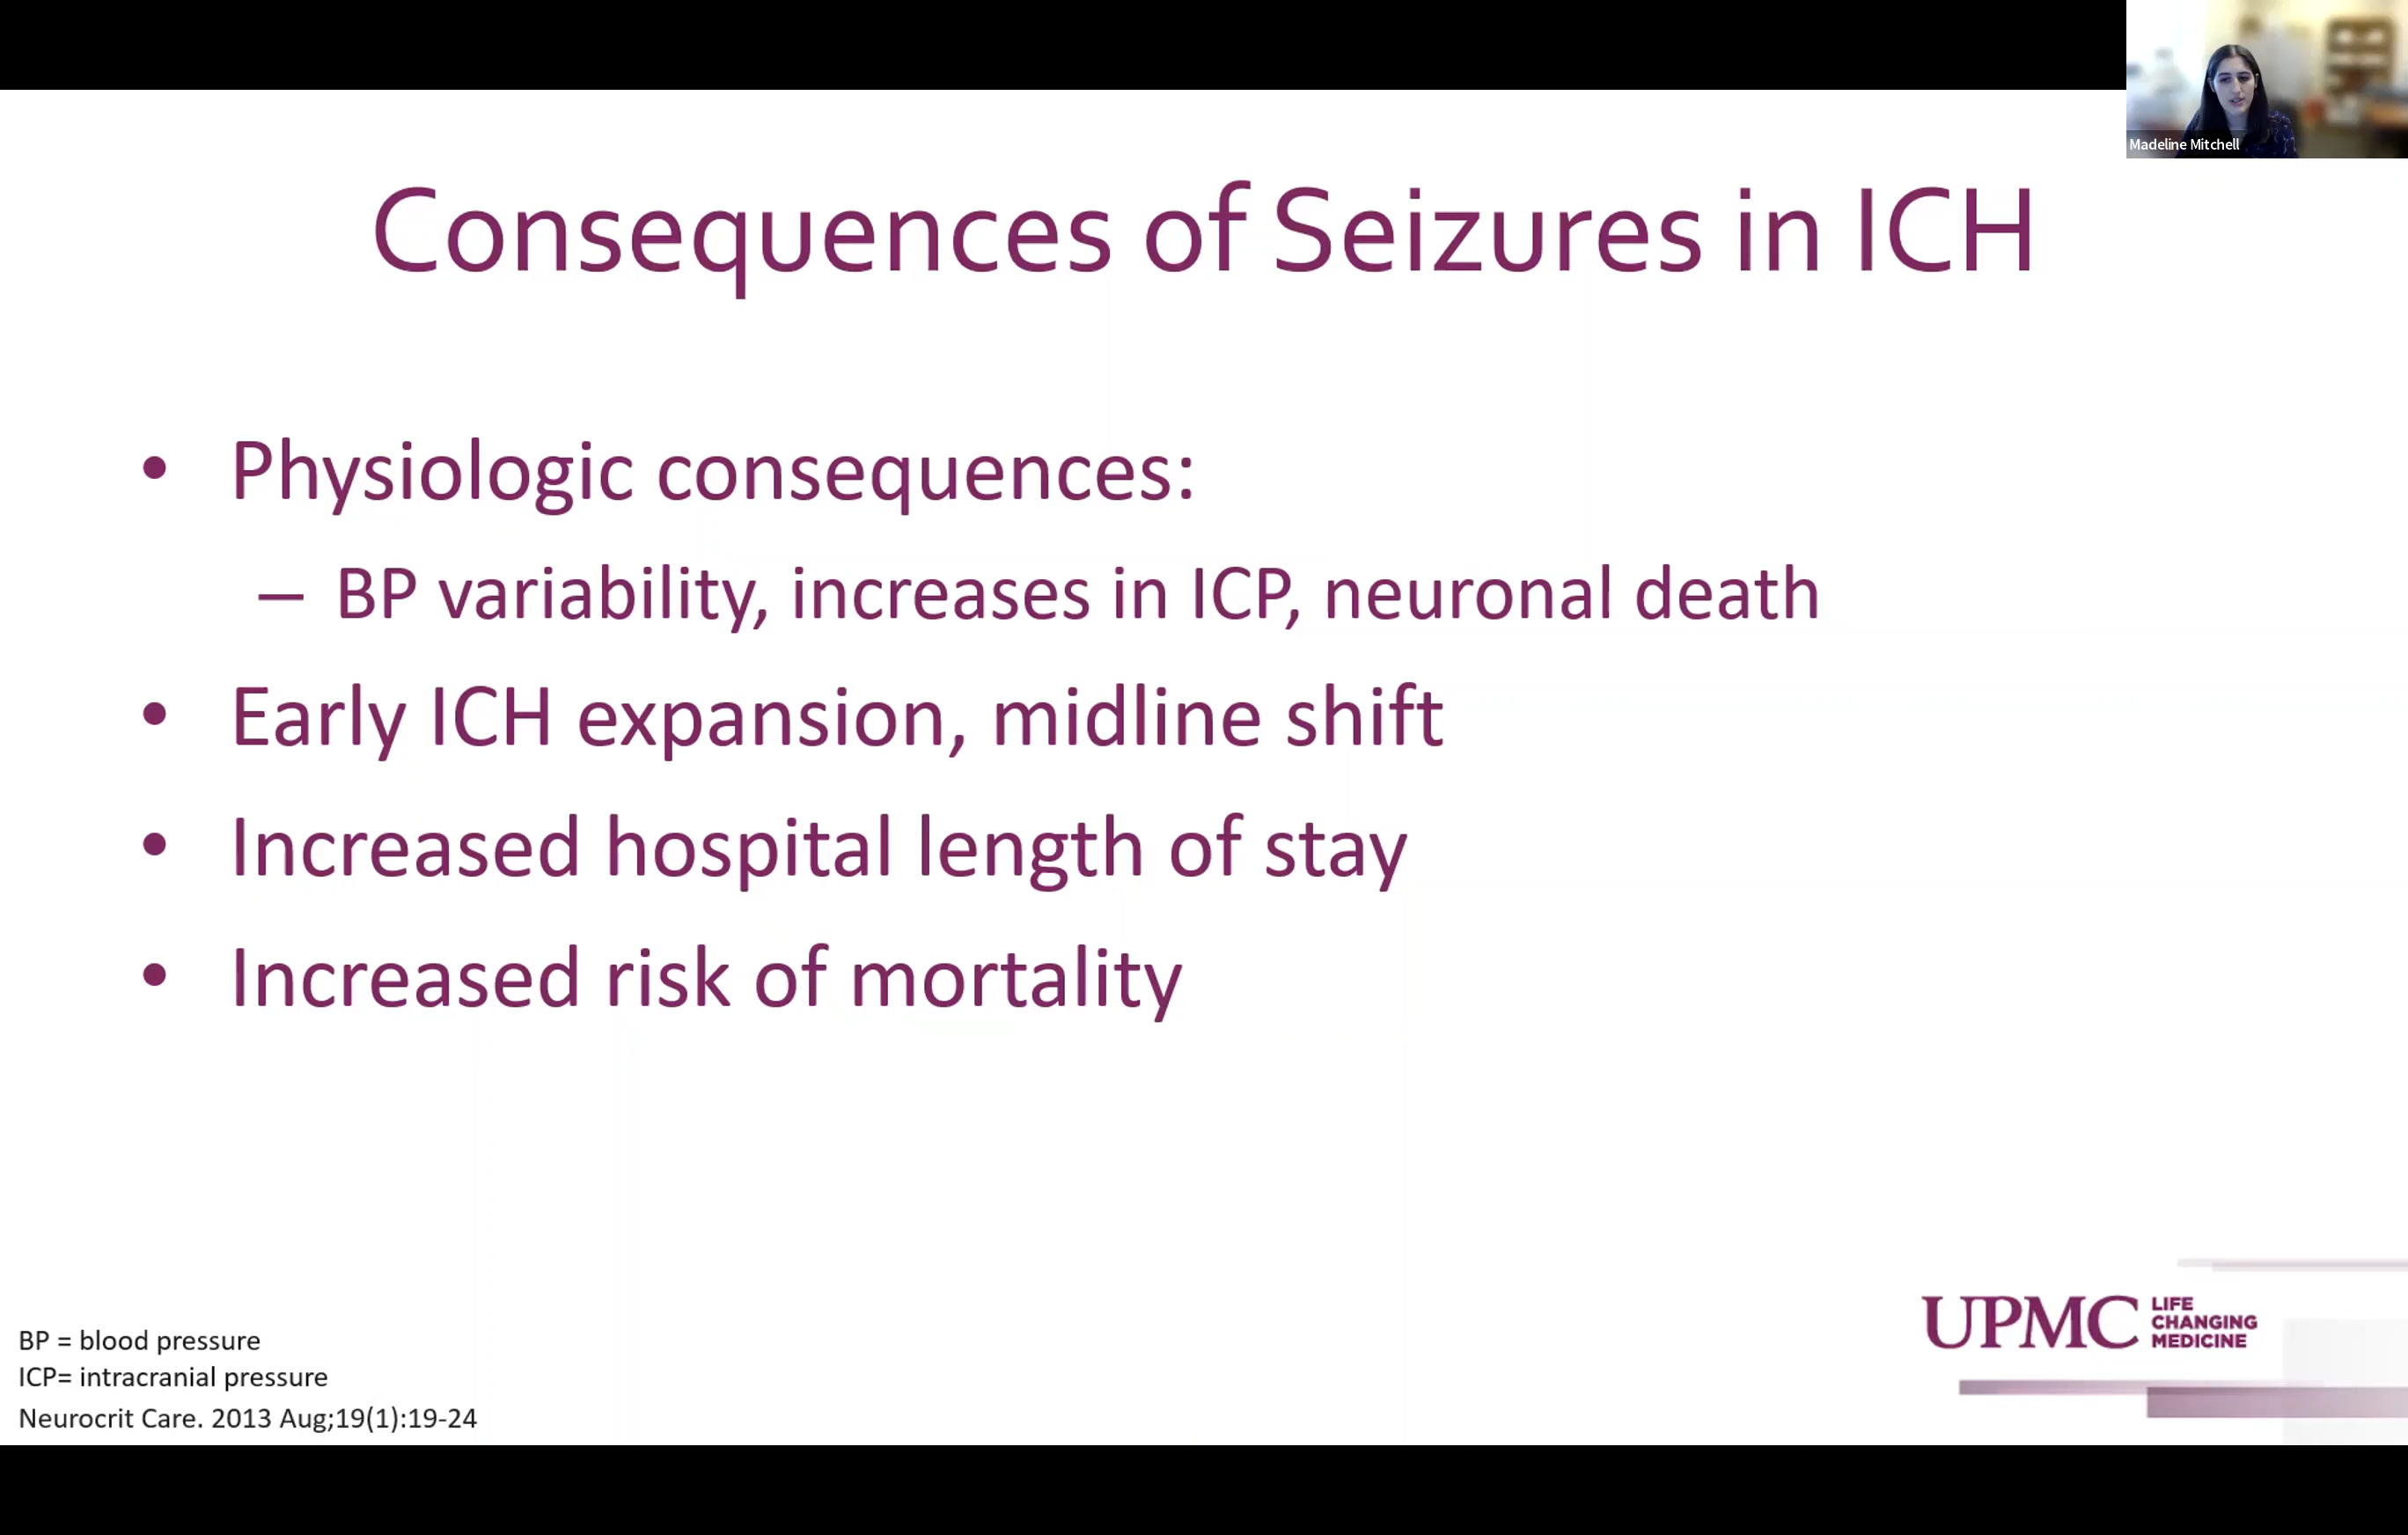 Madeline Mitchell
Consequences of Seizures in ICH
• Physiologic consequences:
– BP variability, increases in ICP, neuronal death
• Early ICH expansion, midline shift
• Increased hospital length of stay
• Increased risk of mortality
BP = blood pressure
ICP= intracranial pressure
Neurocrit Care. 2013 Aug;19(1):19-24
UPMC
LIFE
CHANGING
MEDICINE